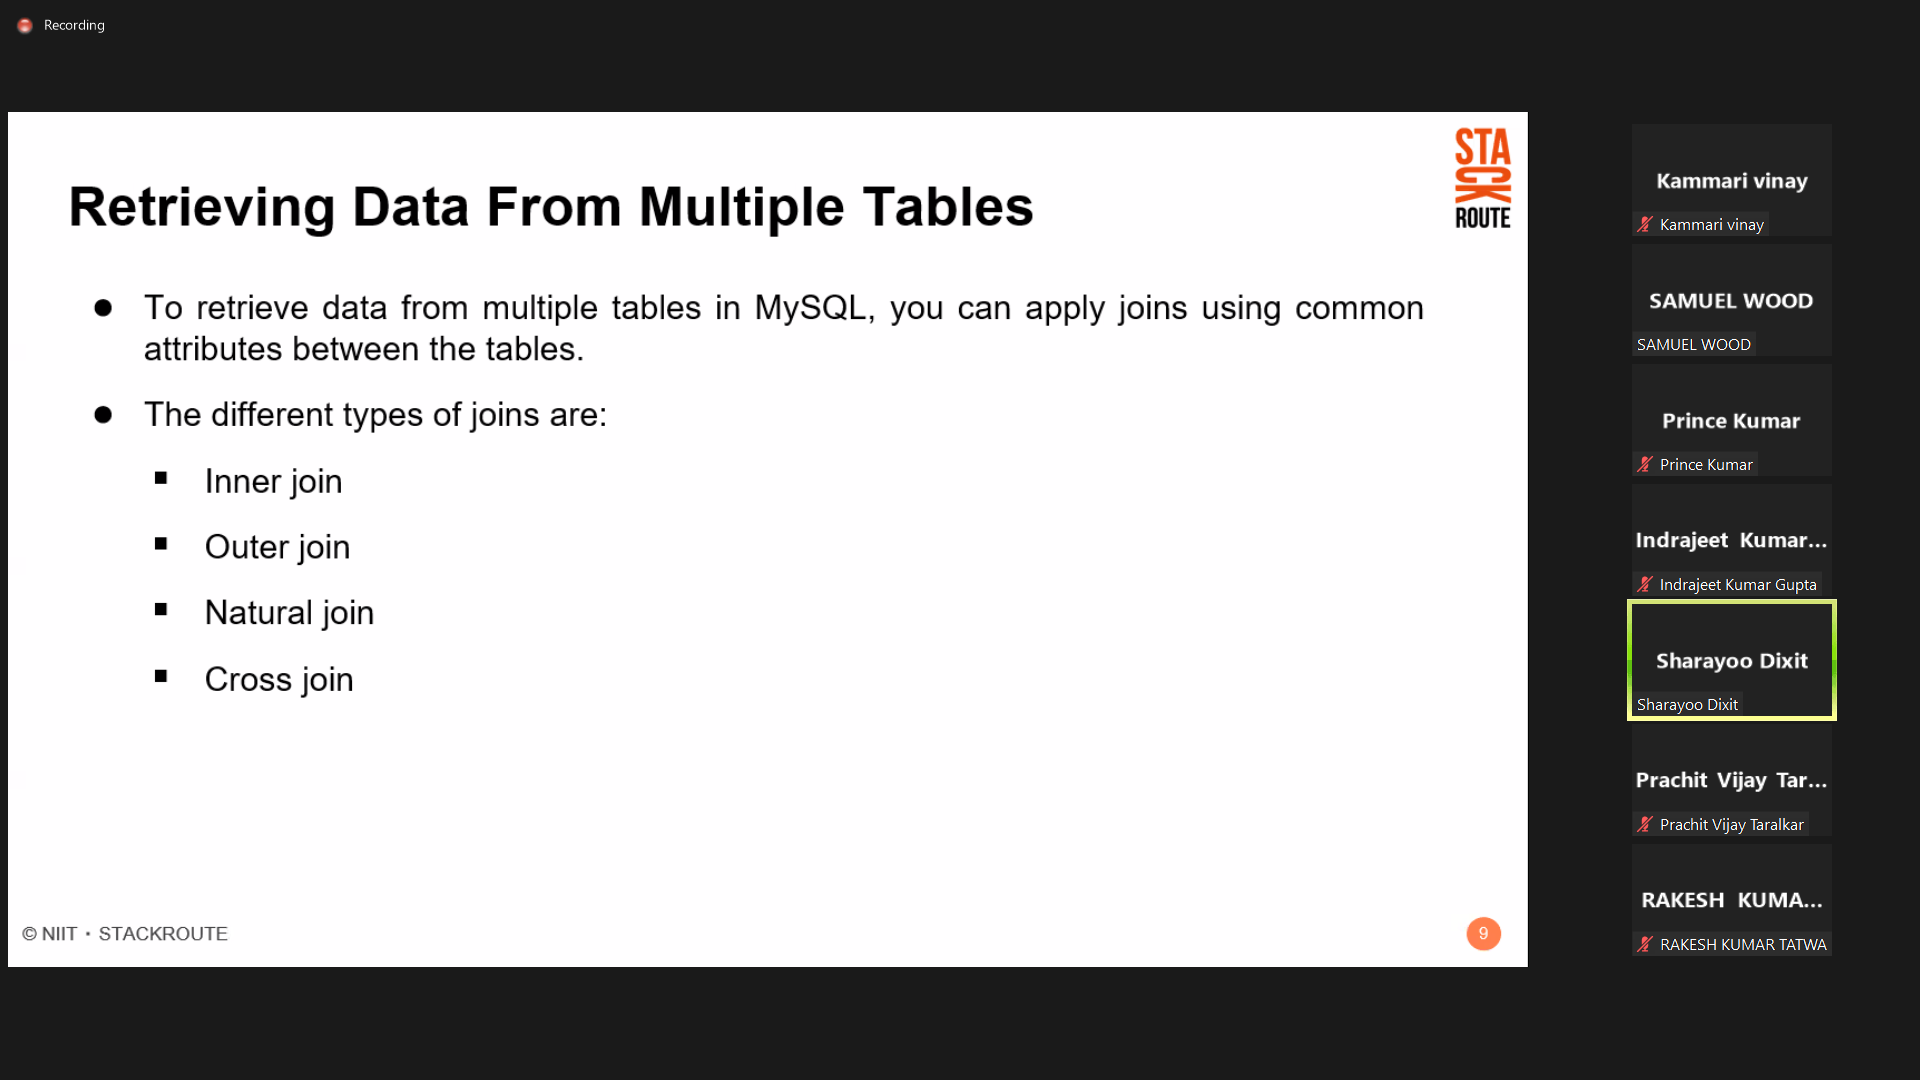 Recording
STA
CK
ROUTE
Retrieving Data From Multiple Tables
● To retrieve data from multiple tables in MySQL, you can apply joins using common
attributes between the tables.
● The different types of joins are:
▪ Inner join
▪ Outer join
▪ Natural join
▪ Cross join
© NIIT • STACKROUTE
9
Kammari vinay
Kammari vinay
SAMUEL WOOD
SAMUEL WOOD
Prince Kumar
Prince Kumar
Indrajeet Kumar...
Indrajeet Kumar Gupta
Sharayoo Dixit
Sharayoo Dixit
Prachit Vijay Tar...
Prachit Vijay Taralkar
RAKESH KUMA...
RAKESH KUMAR TATWA